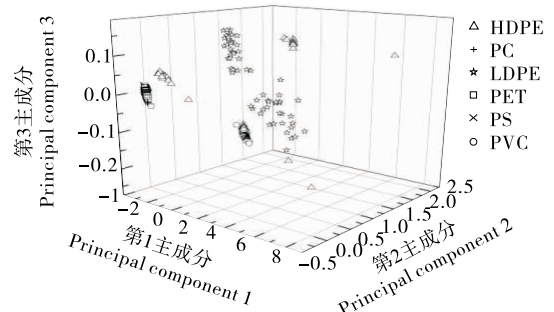 第3主成分
Principal component 3
0.1
0.0
-0.1
-0.2
-1
-2
0
2
4
6
8
第1主成分
Principal component 1
-0.5
0.0
0.5
1.0
1.5
2.0
2.5
第2主成分
Principal component 2
HDPE
PC
LDPE
PET
PS
PVC